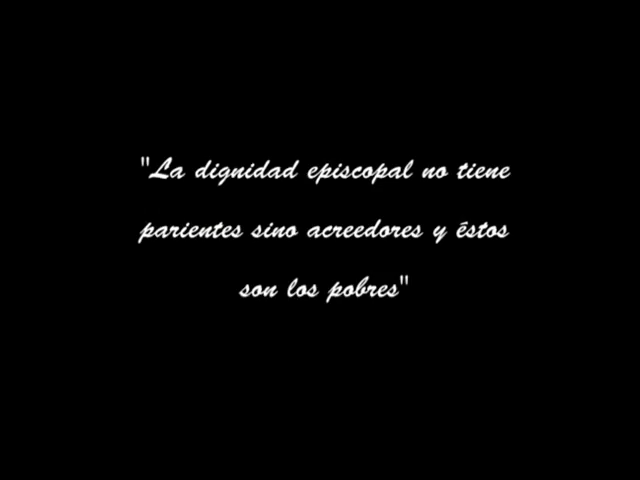 "La dignidad episcopal no tiene
parientes sino acreedores y éstos
son los pobres"